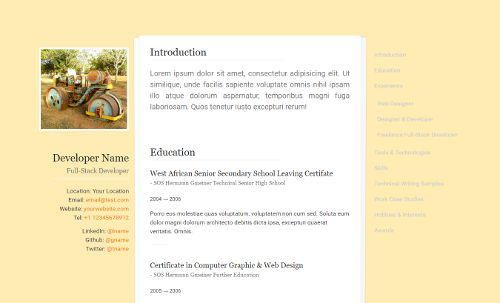 Developer Name
Full-Stack Developer
Location: Your Location
Email: email@test.com
Website: yourwebsite.com
Tel: +1 12345678912
LinkedIn: @lname
Github: @gname
Twitter: @tname
Introduction
Lorem ipsum dolor sit amet, consectetur adipisicing elit. Ut
similique, unde facilis sapiente voluptate omnis nihil ipsam
illo atque dolorum aspernatur, temporibus magni fuga
laboriosam. Quos tenetur iusto excepturi rerum!
Education
West African Senior Secondary School Leaving Certifate
- SOS Hermann Gmeiner Technical Senior High School
2004 — 2005
Porro eos molestiae quas voluptatum, voluptatem non cum sed. Soluta eum
dolor magni dolorum architecto debitis dicta ipsa, excepturi quaerat
veritatis. Omnis.
Certificate in Computer Graphic & Web Design
- SOS Hermann Gmeiner Further Education
2005 — 2006
Introduction
Education
Experience
Web Designer
Designer & Developer
Freelance Full-Stack Developer
Tools & Technologies
Skills
Technical Writing Samples
Work Case Studies
Hobbies & Interests
Awards